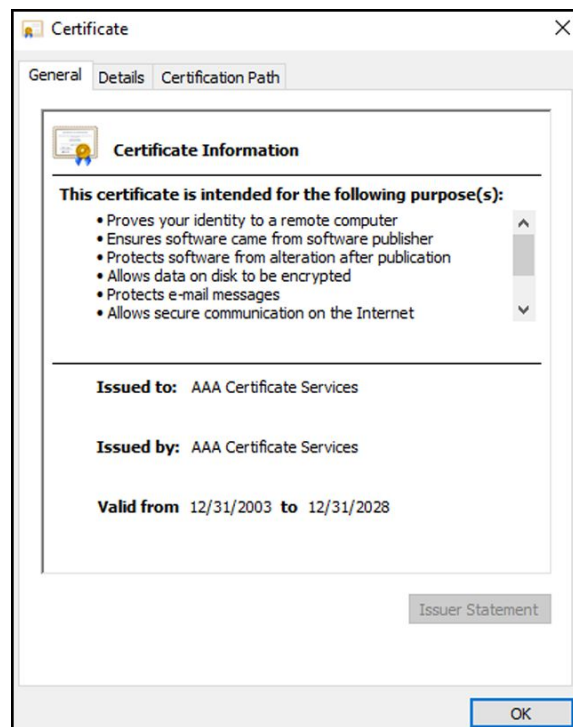 Certificate
General Details Certification Path
Certificate Information
This certificate is intended for the following purpose(s):
• Proves your identity to a remote computer
• Ensures software came from software publisher
• Protects software from alteration after publication
• Allows data on disk to be encrypted
• Protects e-mail messages
• Allows secure communication on the Internet
Issued to: AAA Certificate Services
Issued by: AAA Certificate Services
Valid from 12/31/2003 to 12/31/2028
Issuer Statement
OK